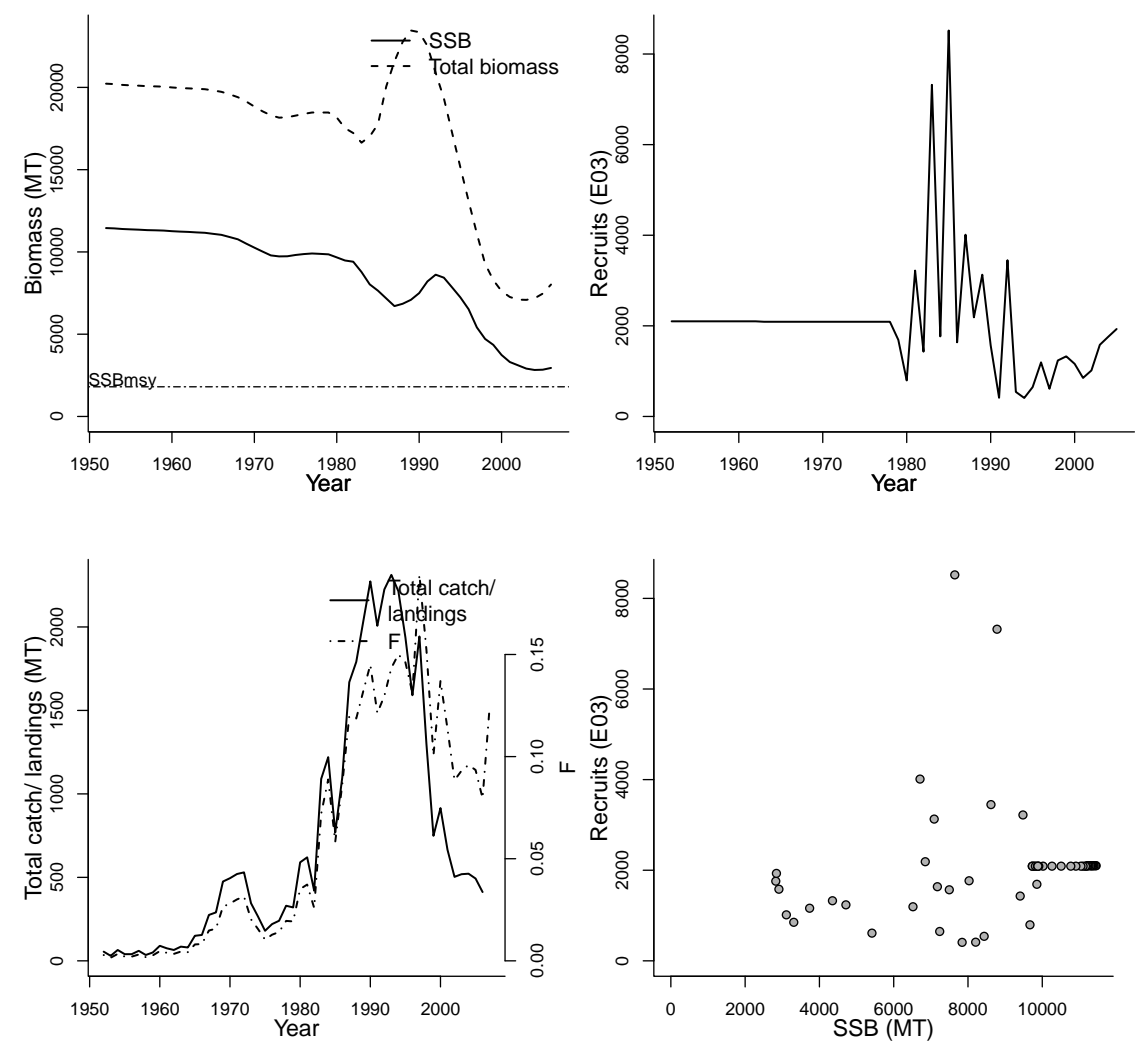 SSB
Total biomass
Biomass (MT)
0 5000 10000 15000 20000
SSBmsy
1950 1960 1970 1980 1990 2000
Year
Recruits (E03)
0 2000 4000 6000 8000
1950 1960 1970 1980 1990 2000
Year
Total catch/
landings
F
Total catch/ landings (MT)
0 500 1000 1500 2000
0.00 0.05 0.10 0.15
F
1950 1960 1970 1980 1990 2000
Year
Recruits (E03)
0 2000 4000 6000 8000
0 2000 4000 6000 8000 10000
SSB (MT)